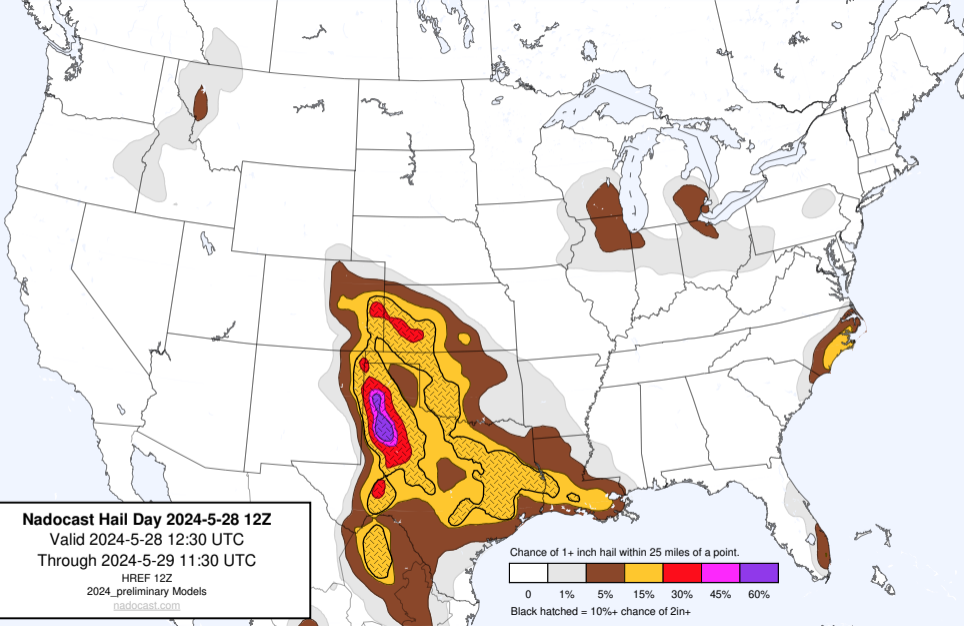 Nadocast Hail Day 2024-5-28 12Z
Valid 2024-5-28 12:30 UTC
Through 2024-5-29 11:30 UTC
HREF 12Z
2024_preliminary Models
nadocast.com
Chance of 1+ inch hail within 25 miles of a point.
0 1% 5% 15% 30% 45% 60%
Black hatched = 10%+ chance of 2in+